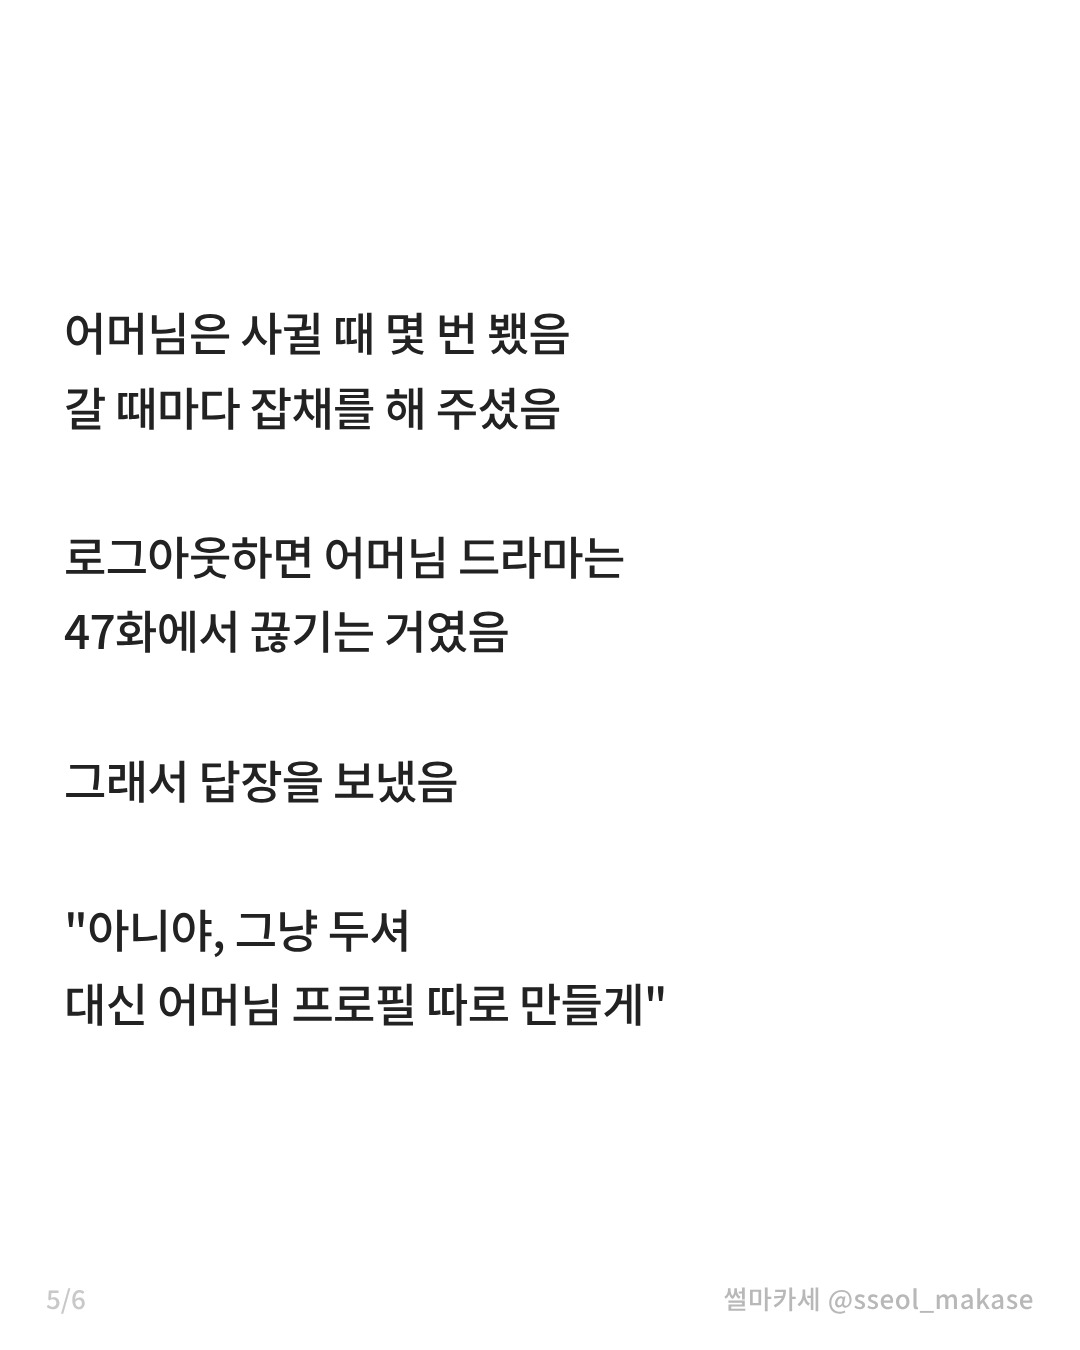 어머님은 사귈 때 몇 번 뵀음
갈 때마다 잡채를 해 주셨음
로그아웃하면 어머님 드라마는
47화에서 끊기는 거였음
그래서 답장을 보냈음
"아니야, 그냥 두셔
대신 어머님 프로필 따로 만들게"
5/6
썰마카세 @sseol_makase